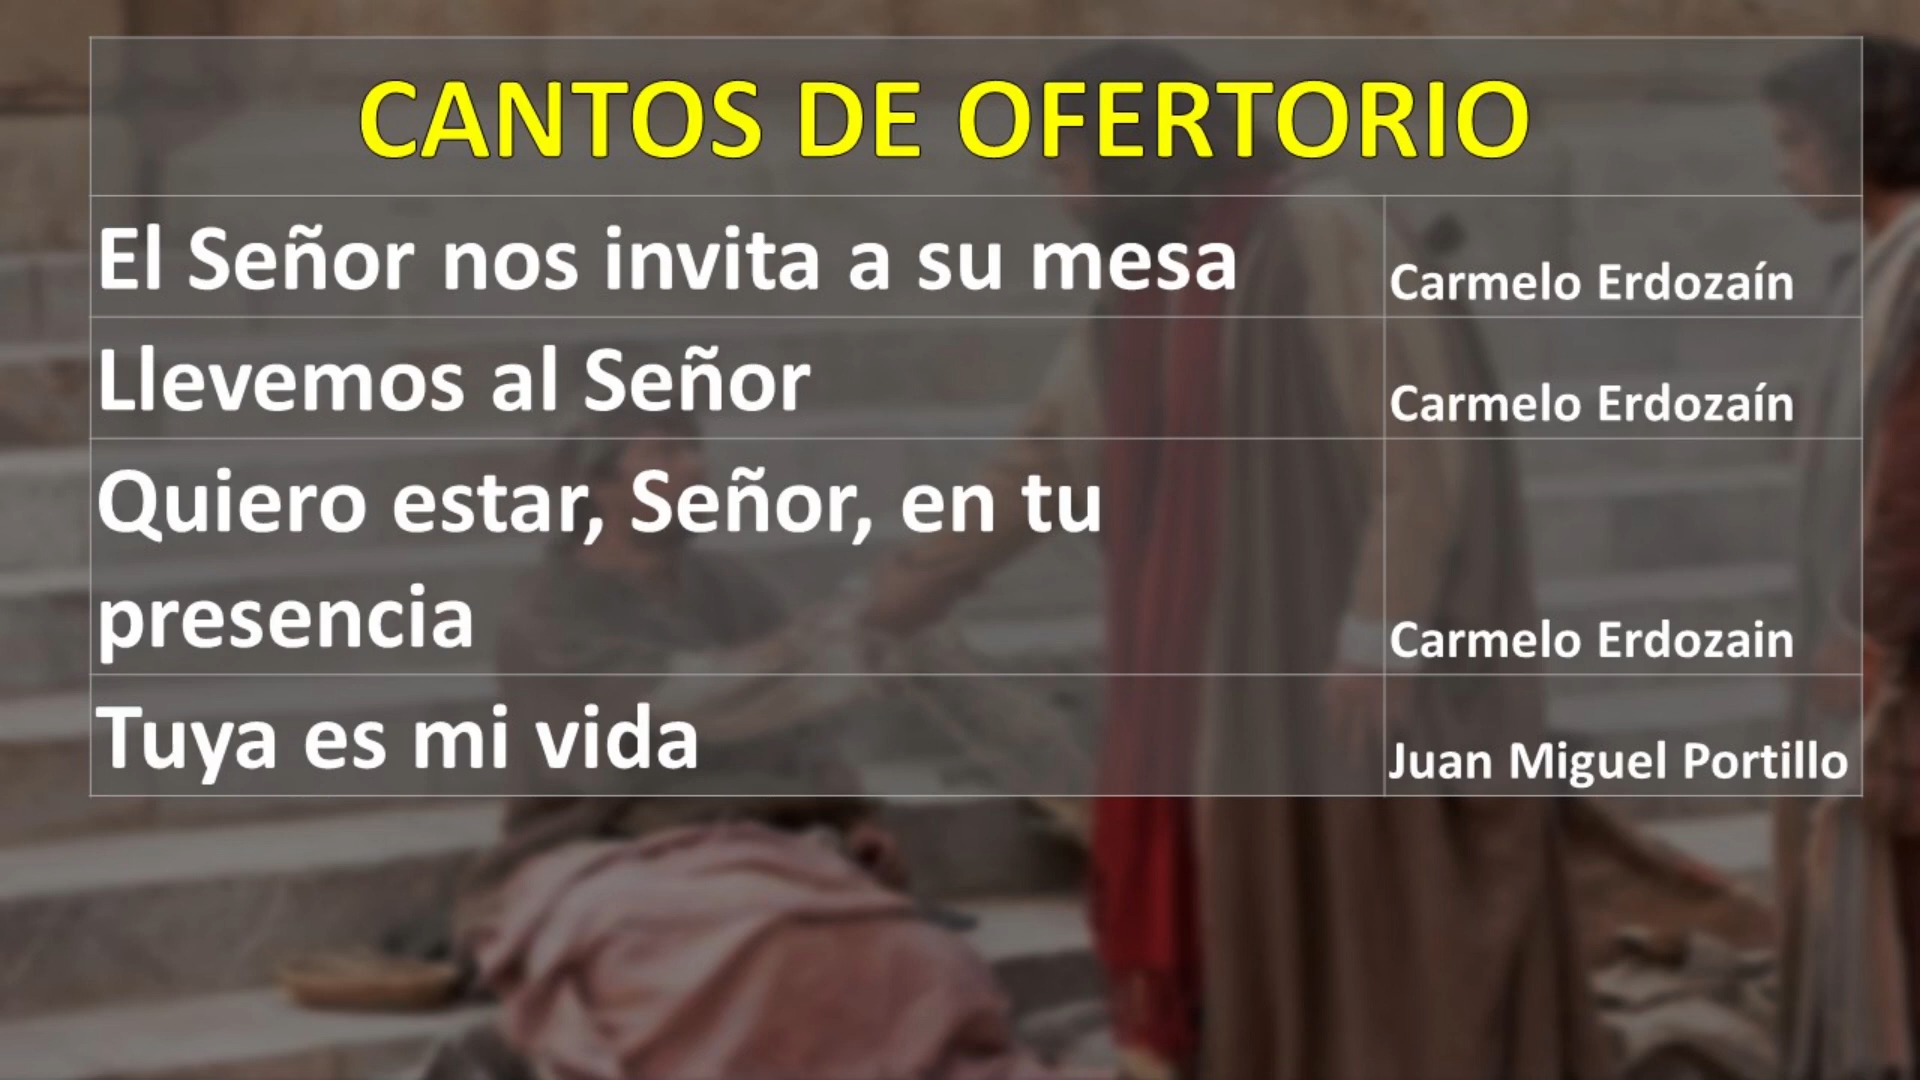 CANTOS DE OFERTORIO
El Señor nos invita a su mesa
Carmelo Erdozaín
Llevemos al Señor
Carmelo Erdozaín
Quiero estar, Señor, en tu
presencia
Carmelo Erdozain
Tuya es mi vida
Juan Miguel Portillo